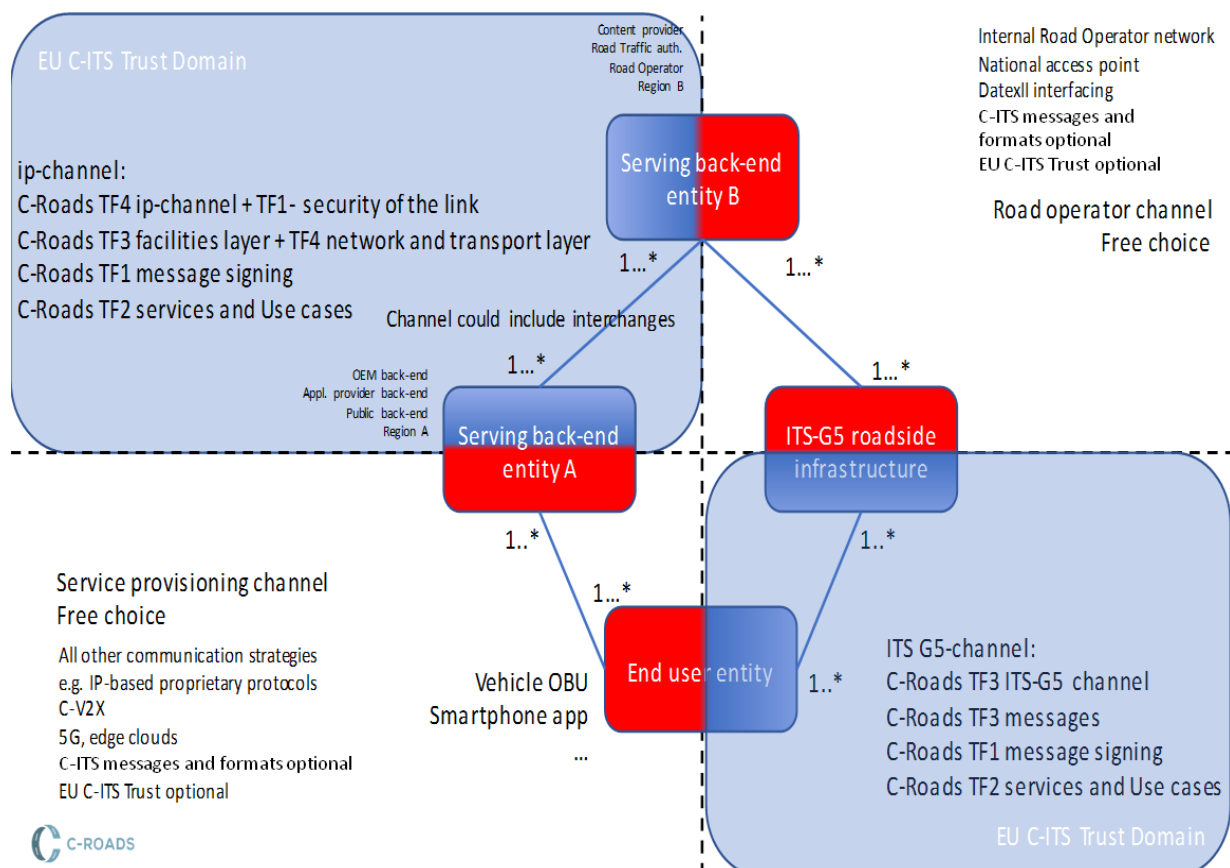 EU C-ITS Trust Domain
Content provider
Road Traffic auth.
Road Operator
Region B
Internal Road Operator network
National access point
DatexII interfacing
C-ITS messages and
formats optional
EU C-ITS Trust optional
Road operator channel
Free choice
Serving back-end
entity B
ip-channel:
C-Roads TF4 ip-channel + TF1- security of the link
C-Roads TF3 facilities layer + TF4 network and transport layer
C-Roads TF1 message signing
C-Roads TF2 services and Use cases
1...*
1...*
Channel could include interchanges
1...*
1...*
OEM back-end
Appl. provider back-end
Public back-end
Region A
Serving back-end
entity A
ITS-G5 roadside
infrastructure
1..*
1..*
Service provisioning channel
Free choice
All other communication strategies
e.g. IP-based proprietary protocols
C-V2X
5G, edge clouds
C-ITS messages and formats optional
EU C-ITS Trust optional
1...*
End user entity
1..*
Vehicle OBU
Smartphone app
...
ITS G5-channel:
C-Roads TF3 ITS-G5 channel
C-Roads TF3 messages
C-Roads TF1 message signing
C-Roads TF2 services and Use cases
EU C-ITS Trust Domain
C-ROADS